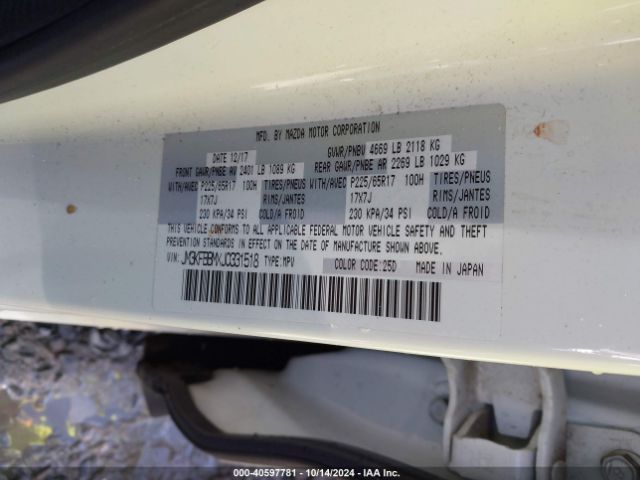 MFD. BY MAZDA MOTOR CORPORATION
DATE 12/17 GVWR/PNBV 4669 LB 2118 KG
FRONT GAWR/PNBE AV 2401 LB 1089 KG REAR GAWR/PNBE AR 2269 LB 1029 KG
WITH/AVEC P225/65R17 100H TIRES/PNEUS WITH/AVEC P225/65R17 100H TIRES/PNEUS
17X7J RIMS/JANTES 17X7J RIMS/JANTES
230 KPA/34 PSI COLD/A FROID 230 KPA/34 PSI COLD/A FROID
THIS VEHICLE CONFORMS TO ALL APPLICABLE FEDERAL MOTOR VEHICLE SAFETY AND THEFT
PREVENTION STANDARDS IN EFFECT ON THE DATE OF MANUFACTURE SHOWN ABOVE.
VIN: JM3KFBBMXJ0331518 TYPE:MPV COLOR CODE:25D MADE IN JAPAN
000-40597781 | 10/14/2024 | IAA Inc.